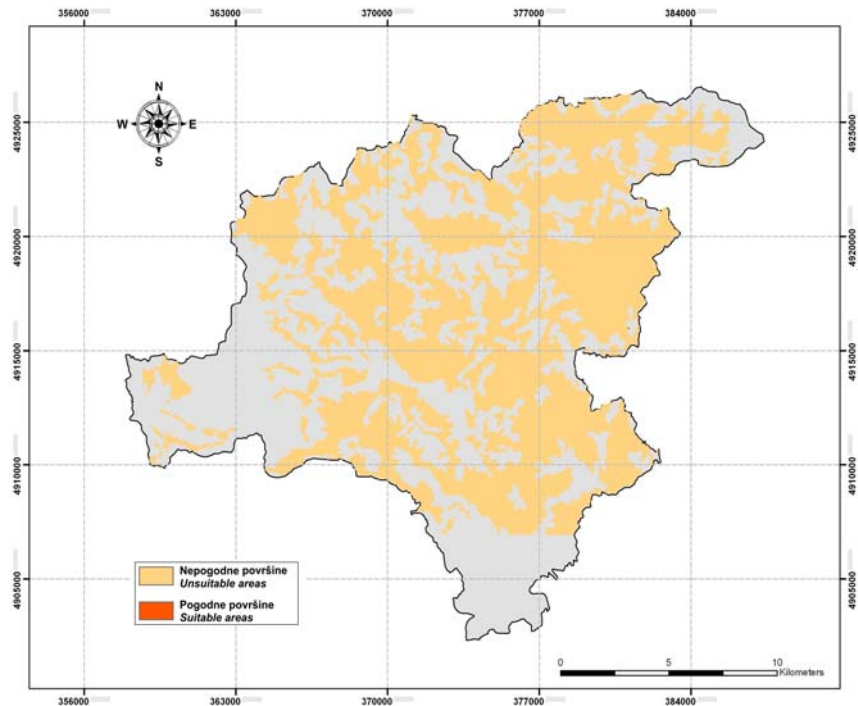 356000 363000 370000 377000 384000
N
W E
S
4925000 4925000
4920000 4920000
4915000 4915000
4910000 4910000
4905000 4905000
Nepogodne površine
Unsuitable areas
Pogodne površine
Suitable areas
0 5 10
Kilometers
356000 363000 370000 377000 384000